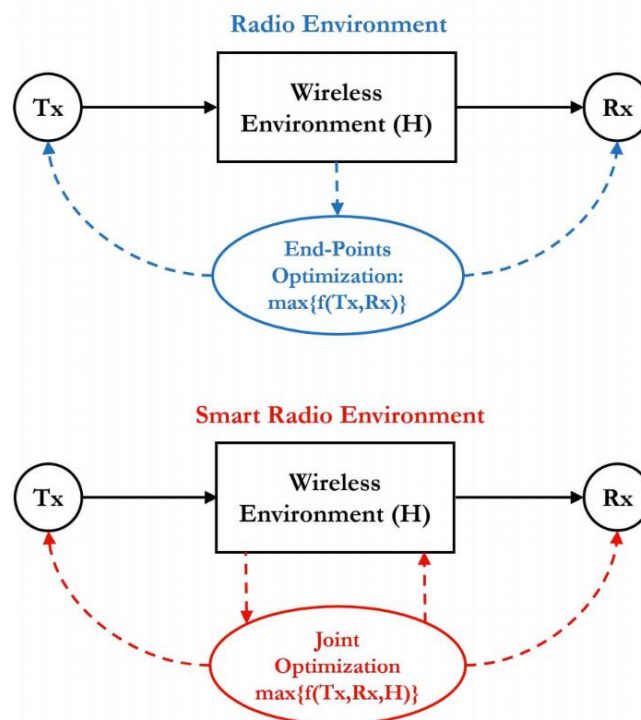 Radio Environment
Tx
Wireless
Environment (H)
Rx
End-Points
Optimization:
max{f(Tx,Rx)}
Smart Radio Environment
Tx
Wireless
Environment (H)
Rx
Joint
Optimization
max{f(Tx,Rx,H)}